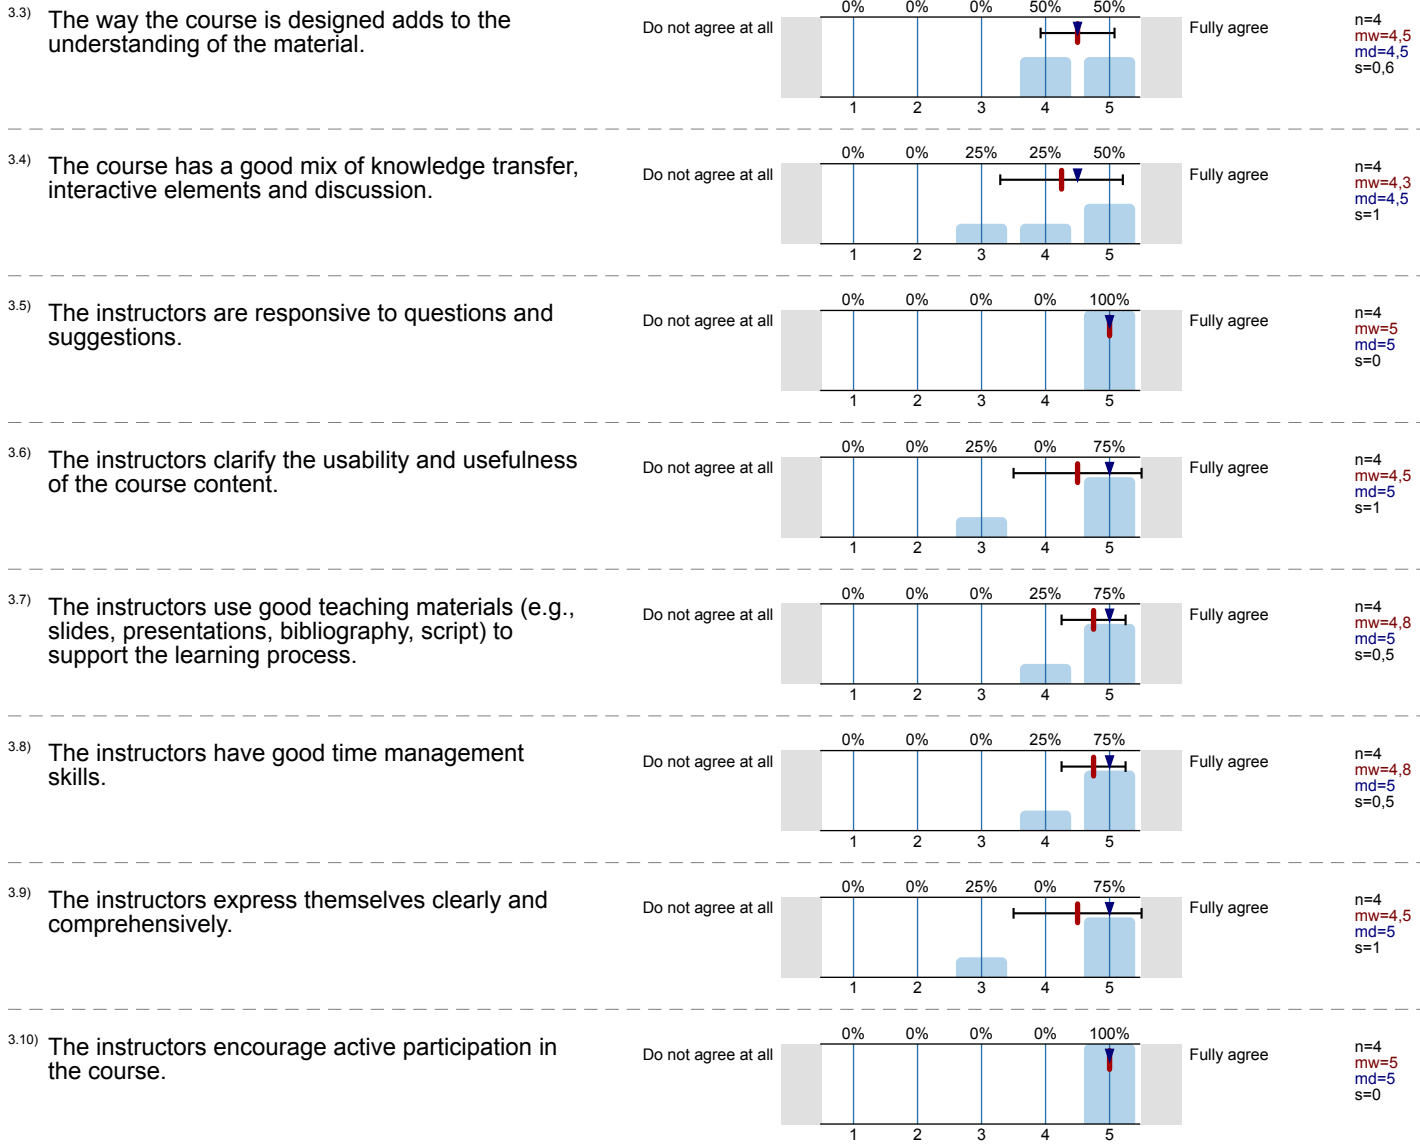 3.3) The way the course is designed adds to the
understanding of the material.
Do not agree at all
0% 0% 0% 50% 50%
1 2 3 4 5
Fully agree
n=4
mw=4,5
md=4,5
s=0,6
3.4) The course has a good mix of knowledge transfer,
interactive elements and discussion.
Do not agree at all
0% 0% 25% 25% 50%
1 2 3 4 5
Fully agree
n=4
mw=4,3
md=4,5
s=1
3.5) The instructors are responsive to questions and
suggestions.
Do not agree at all
0% 0% 0% 0% 100%
1 2 3 4 5
Fully agree
n=4
mw=5
md=5
s=0
3.6) The instructors clarify the usability and usefulness
of the course content.
Do not agree at all
0% 0% 25% 0% 75%
1 2 3 4 5
Fully agree
n=4
mw=4,5
md=5
s=1
3.7) The instructors use good teaching materials (e.g.,
slides, presentations, bibliography, script) to
support the learning process.
Do not agree at all
0% 0% 0% 25% 75%
1 2 3 4 5
Fully agree
n=4
mw=4,8
md=5
s=0,5
3.8) The instructors have good time management
skills.
Do not agree at all
0% 0% 0% 25% 75%
1 2 3 4 5
Fully agree
n=4
mw=4,8
md=5
s=0,5
3.9) The instructors express themselves clearly and
comprehensively.
Do not agree at all
0% 0% 25% 0% 75%
1 2 3 4 5
Fully agree
n=4
mw=4,5
md=5
s=1
3.10) The instructors encourage active participation in
the course.
Do not agree at all
0% 0% 0% 0% 100%
1 2 3 4 5
Fully agree
n=4
mw=5
md=5
s=0